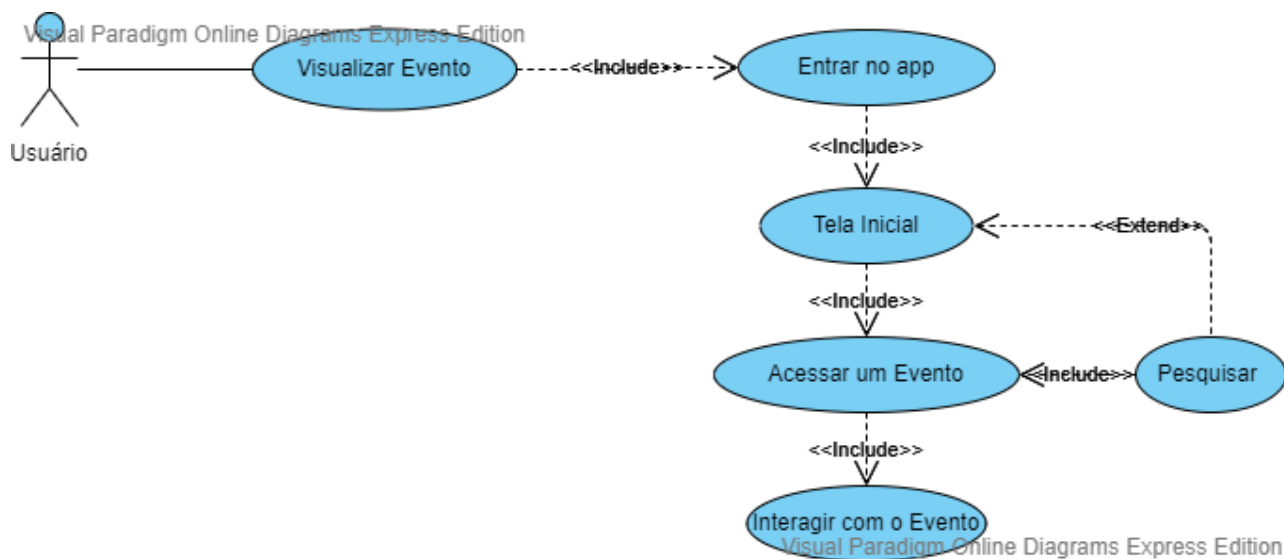 Visual Paradigm Online Diagrams Express Edition
Visualizar Evento
<<Include>>
Entrar no app
Usuário
<<Include>>
Tela Inicial
<<Extend>>
<<Include>>
Acessar um Evento
<<Include>>
Pesquisar
<<Include>>
Interagir com o Evento
Visual Paradigm Online Diagrams Express Edition